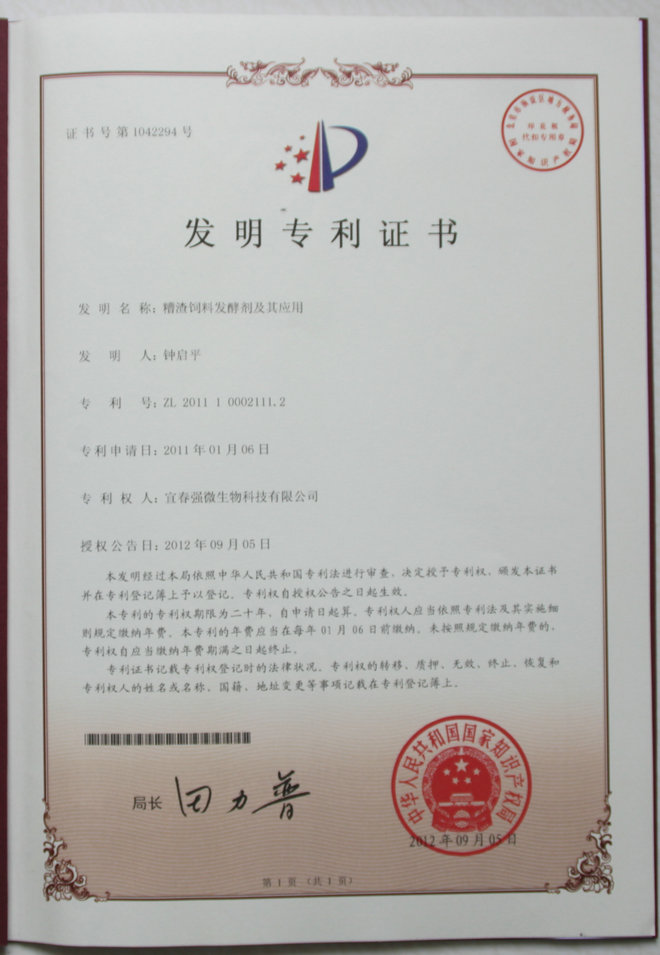 证书号第1042294号
印花税
代扣专用章
国家知识产权局
发明专利证书
发明名称：糟渣饲料发酵剂及其应用
发明人：钟启平
专利号：ZL 2011 1 0002111.2
专利申请日：2011年01月06日
专利权人：宜春强微生物科技有限公司
授权公告日：2012年09月05日
本发明经过本局依照中华人民共和国专利法进行审查，决定授予专利权，颁发本证书
并在专利登记簿上予以登记。专利权自授权公告之日起生效。
本专利的专利权期限为二十年，自申请日起算。专利权人应当依照专利法及其实施细
则规定缴纳年费。本专利的年费应当在每年01月06日前缴纳。未按照规定缴纳年费的，
专利权自应当缴纳年费期满之日起终止。
专利证书记载专利权登记时的法律状况。专利权的转移、质押、无效、终止、恢复和
专利权人的姓名或名称、国籍、地址变更等事项记载在专利登记簿上。
中华人民共和国国家知识产权局
局长 田力普
2012年09月05日
第1页（共1页）